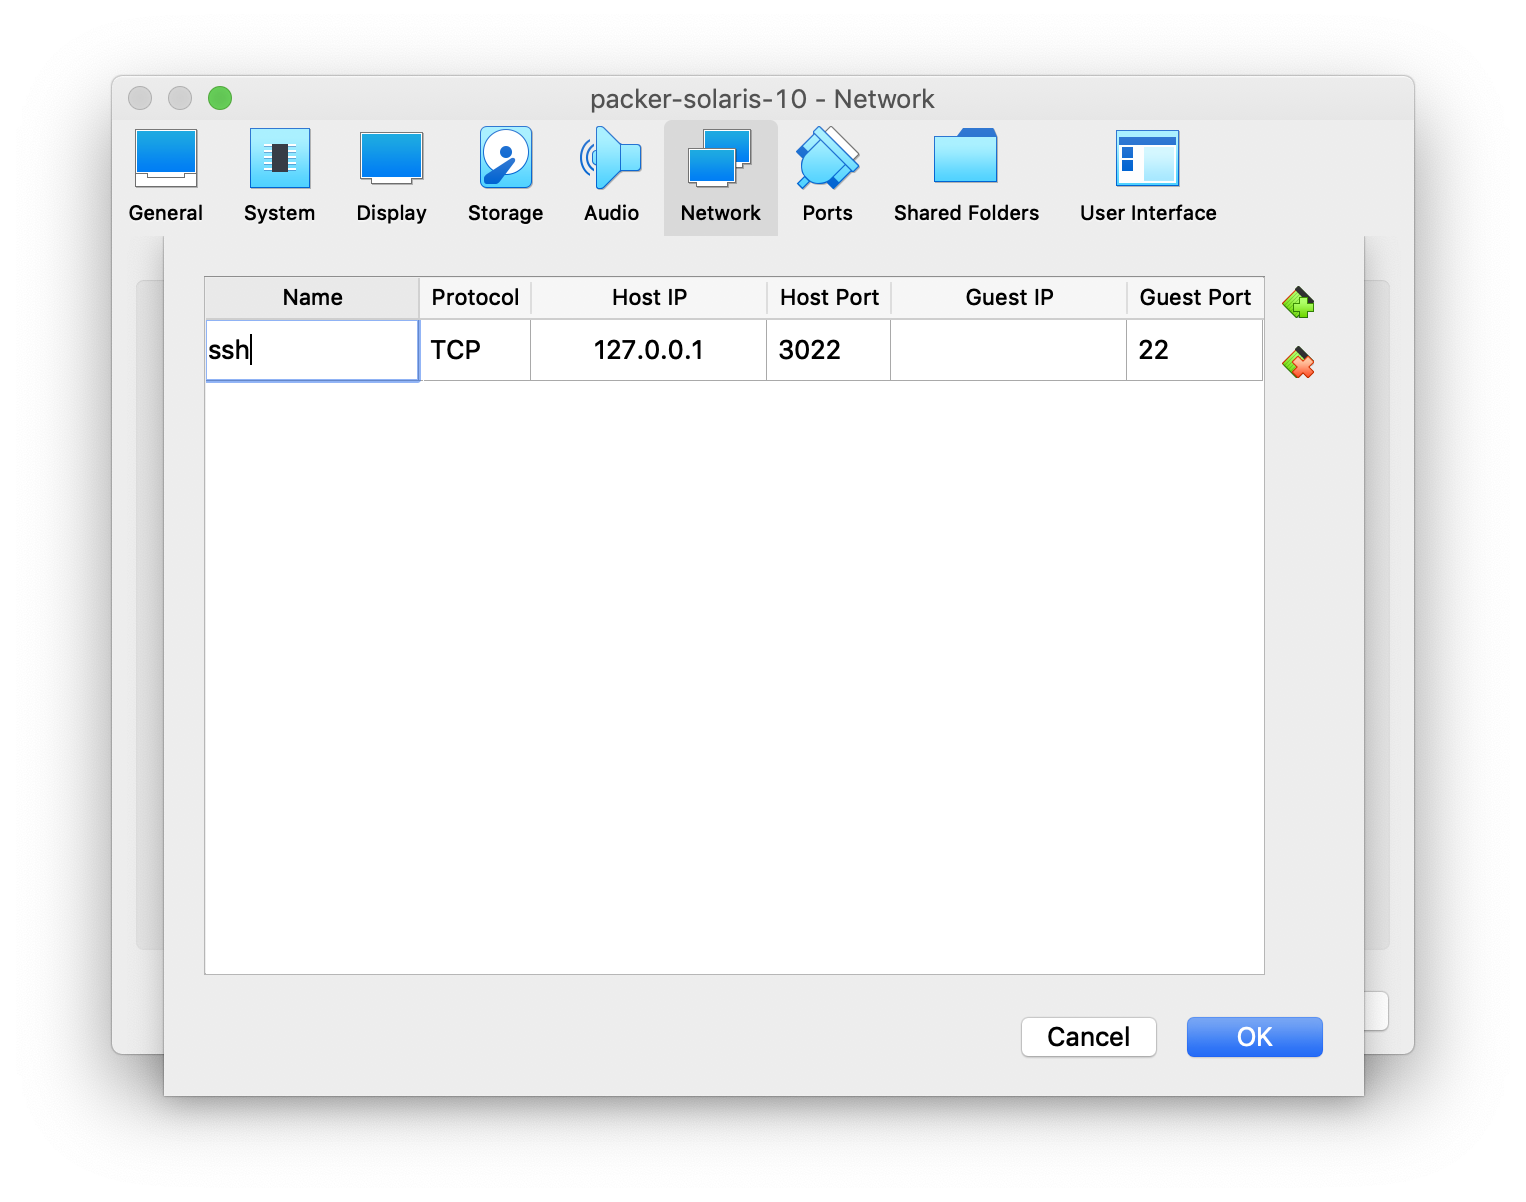 packer-solaris-10 - Network
General System Display Storage Audio Network Ports Shared Folders User Interface
Name Protocol Host IP Host Port Guest IP Guest Port
ssh TCP 127.0.0.1 3022 22
Cancel OK